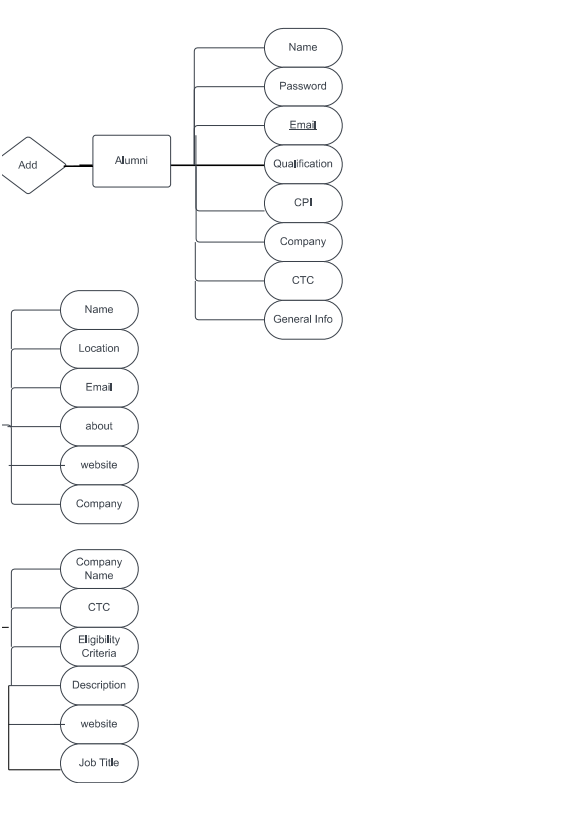 Name
Password
Email
Add
Alumni
Qualification
CPI
Company
CTC
General Info
Name
Location
Email
about
website
Company
Company
Name
CTC
Eligibility
Criteria
Description
website
Job Title